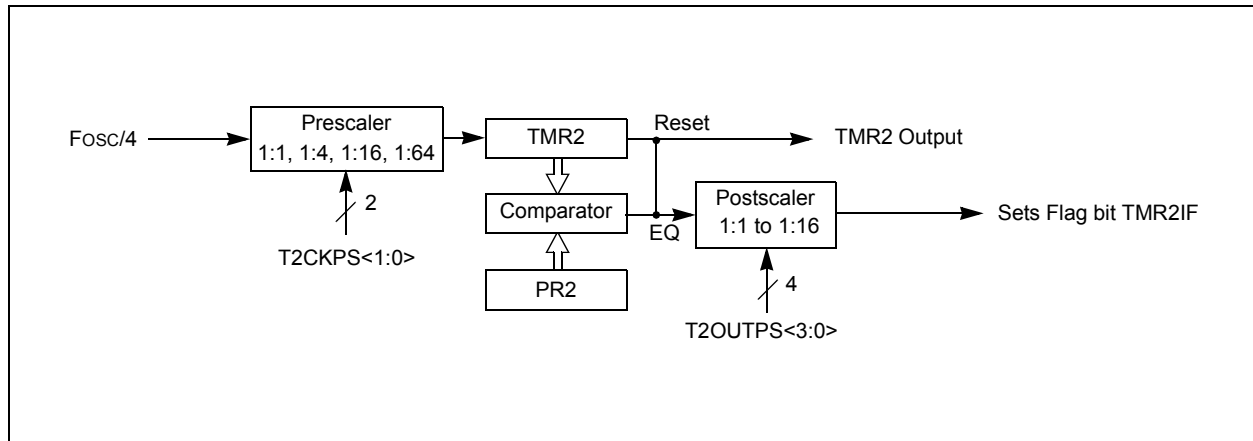 FOSC/4
Prescaler
1:1, 1:4, 1:16, 1:64
2
T2CKPS<1:0>
TMR2
Comparator
PR2
Reset
EQ
TMR2 Output
Postscaler
1:1 to 1:16
4
T2OUTPS<3:0>
Sets Flag bit TMR2IF